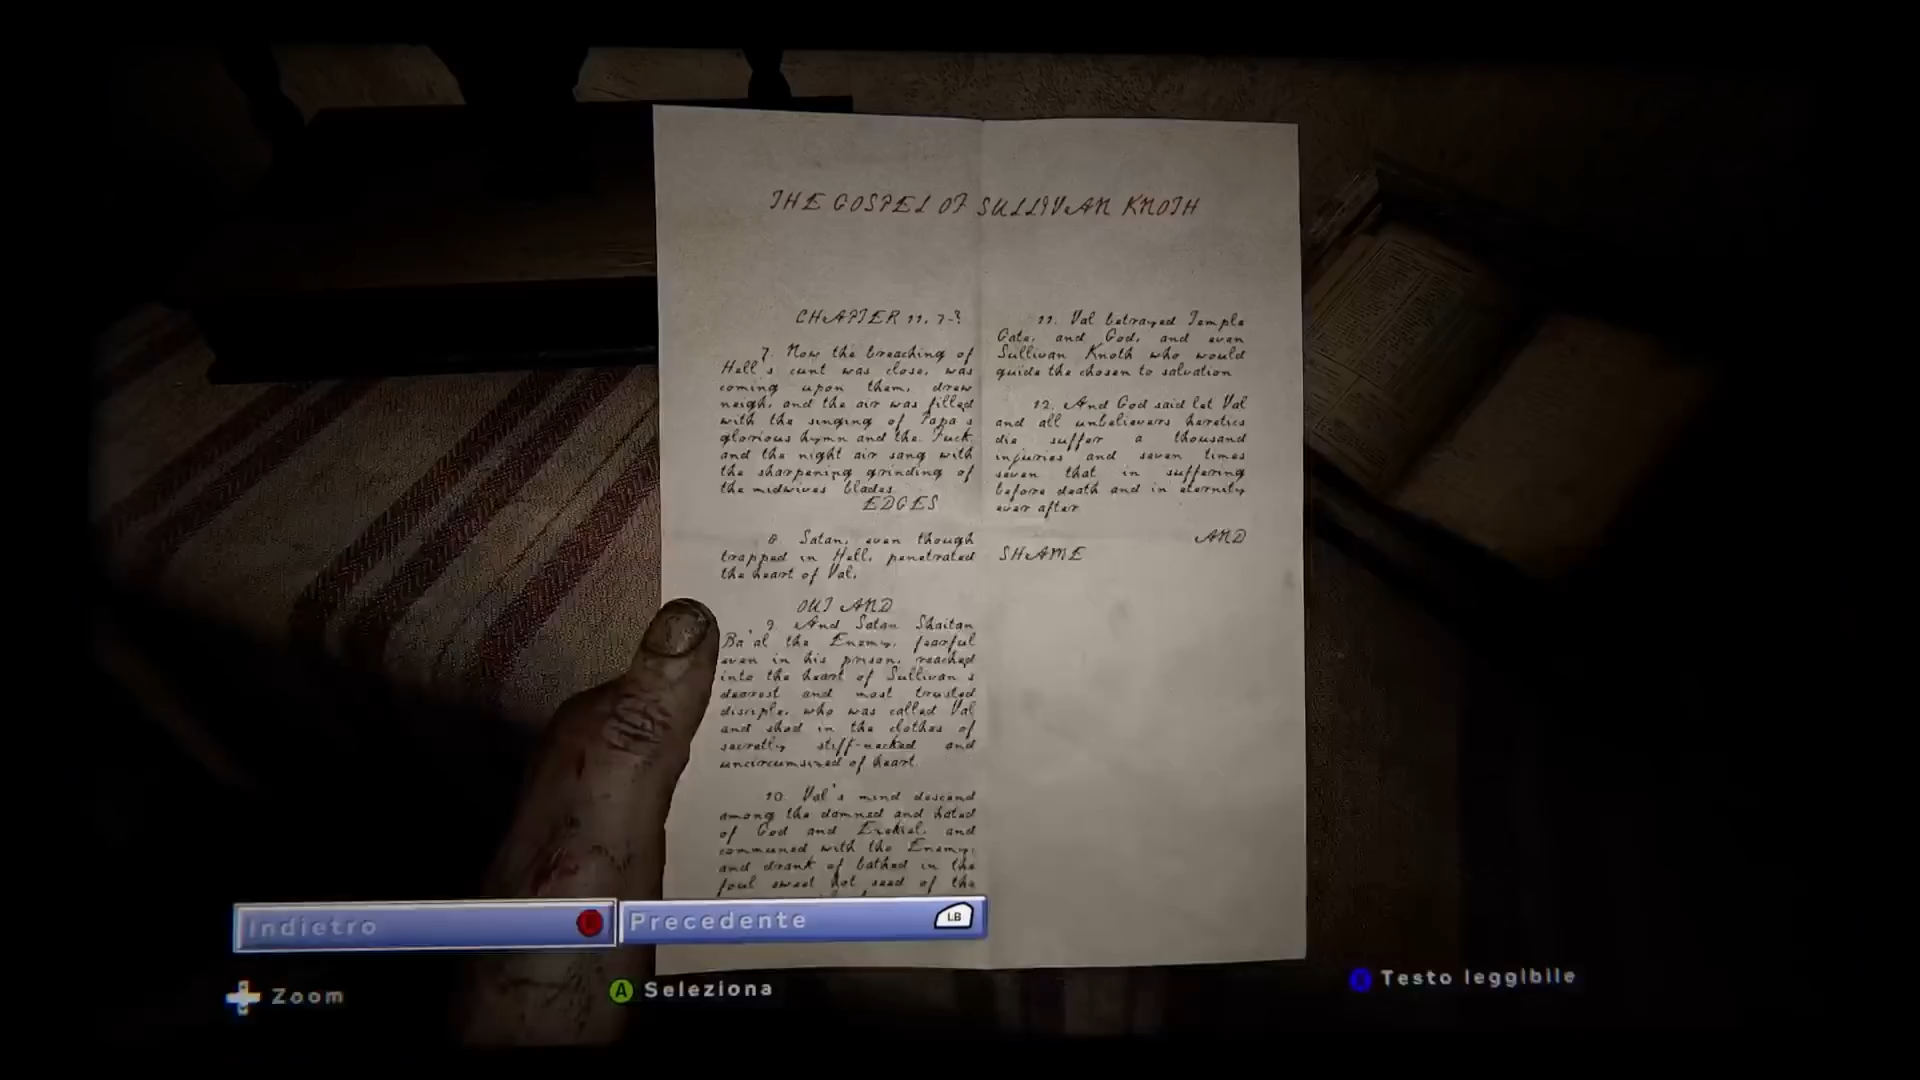 THE GOSPEL OF SULLIVAN KNOTH
CHAPTER 11. 7-?
7. Now the breaching of
Hell's cunt was close, was
coming upon them, drew
neigh, and the air was filled
with the singing of Papa's
glorious hymn and the Fuck,
and the night air sang with
the sharpening grinding of
the midwives blades
EDGES
8. Satan, even though
trapped in Hell, penetrated
the heart of Val,
OUT AND
9. And Satan Shaitan
Ba'al the Enemy, fearful
even in his prison, reached
into the heart of Sullivan's
dearest and most trusted
disciple, who was called Val
and shod in the clothes of
secretly stiff-necked and
uncircumsized of heart.
10. Val's mind descend
among the damned and hated
of God and Ezekiel, and
communed with the Enemy,
and drank of bathed in the
foul sweet hot seed of the
11. Val betrayed Temple
Gate, and God, and even
Sullivan Knoth who would
guide the chosen to salvation
12. And God said let Val
and all unbelievers heretics
die suffer a thousand
injuries and seven times
seven that in suffering
before death and in eternity
ever after
AND
SHAME
Indietro
Precedente LB
Zoom
A Seleziona
Testo leggibile